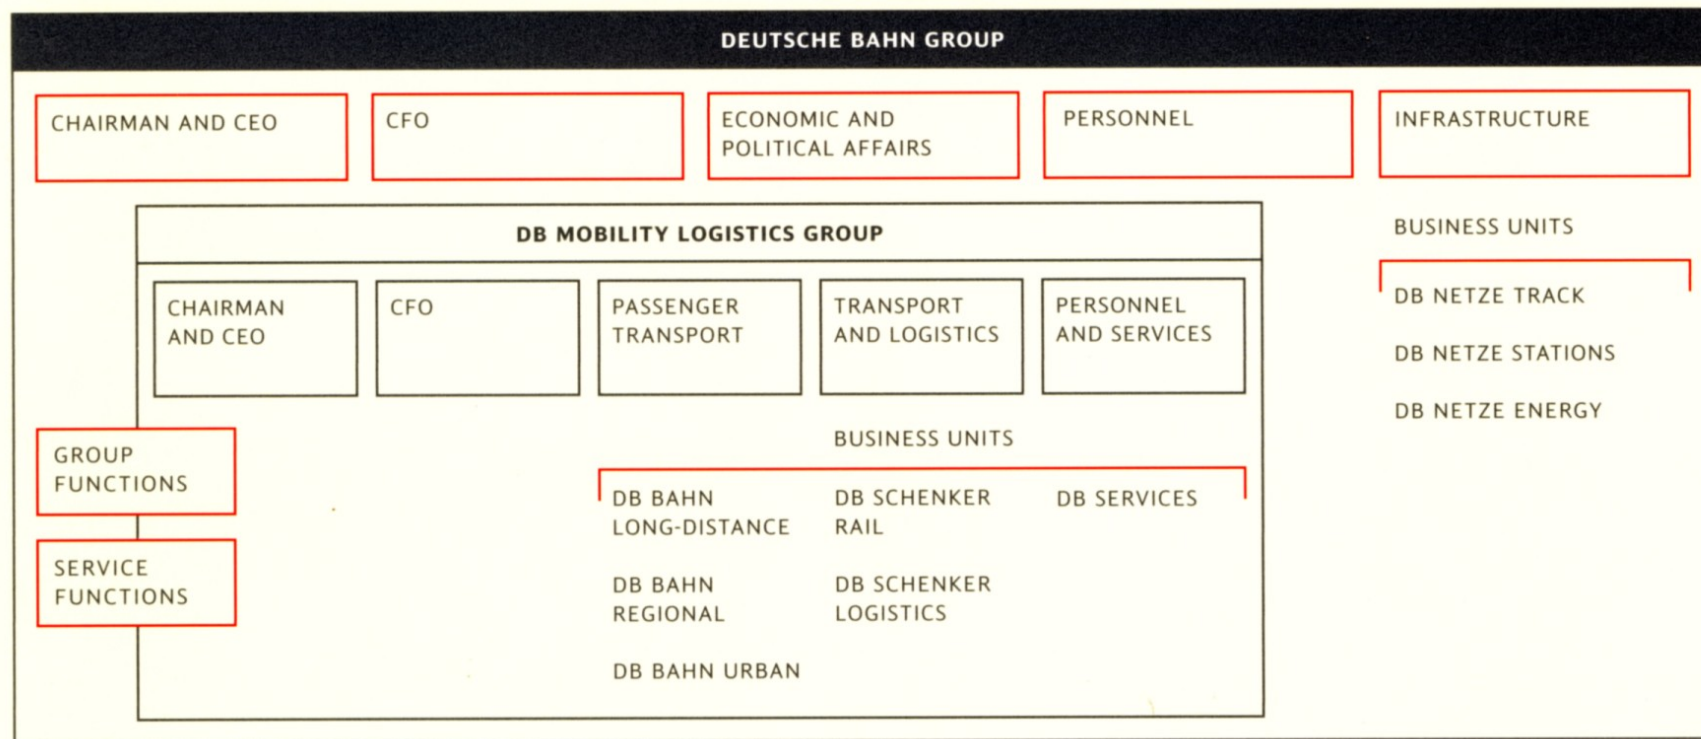 DEUTSCHE BAHN GROUP
CHAIRMAN AND CEO
CFO
ECONOMIC AND
POLITICAL AFFAIRS
PERSONNEL
INFRASTRUCTURE
DB MOBILITY LOGISTICS GROUP
CHAIRMAN
AND CEO
CFO
PASSENGER
TRANSPORT
TRANSPORT
AND LOGISTICS
PERSONNEL
AND SERVICES
BUSINESS UNITS
DB NETZE TRACK
DB NETZE STATIONS
DB NETZE ENERGY
GROUP
FUNCTIONS
SERVICE
FUNCTIONS
BUSINESS UNITS
DB BAHN
LONG-DISTANCE
DB BAHN
REGIONAL
DB BAHN URBAN
DB SCHENKER
RAIL
DB SCHENKER
LOGISTICS
DB SERVICES